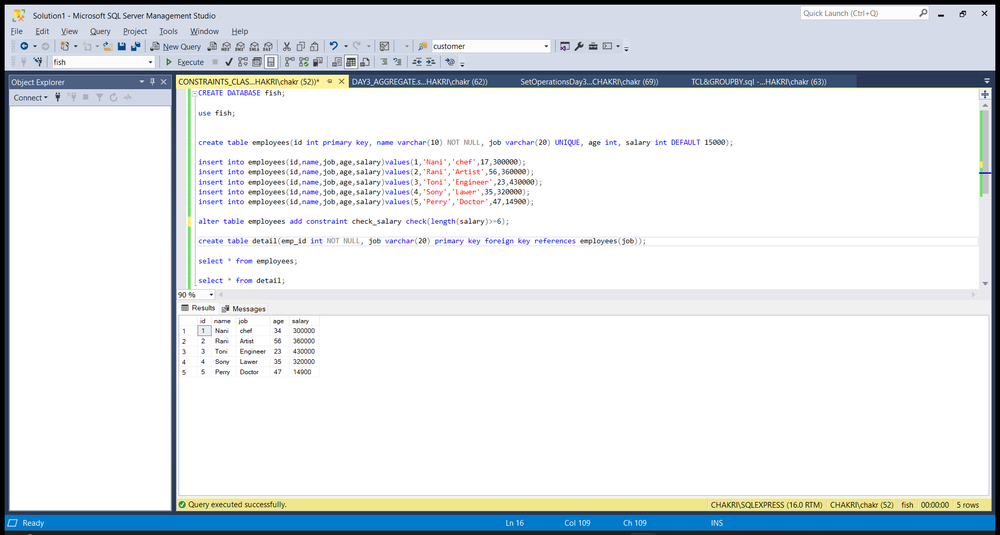 Solution1 - Microsoft SQL Server Management Studio
Quick Launch (Ctrl+Q)
File Edit View Query Project Tools Window Help
New Query MDX DMX XMLA DAX customer
fish Execute
Object Explorer
Connect
CONSTRAINTS_CLAS...HAKRI\chakr (52))* DAY3_AGGREGATE.s...HAKRI\chakr (62)) SetOperationsDay3...CHAKRI\chakr (69)) TCL&GROUPBY.sql -...HAKRI\chakr (63))
CREATE DATABASE fish;
use fish;
create table employees(id int primary key, name varchar(10) NOT NULL, job varchar(20) UNIQUE, age int, salary int DEFAULT 15000);
insert into employees(id,name,job,age,salary)values(1,'Nani','chef',17,300000);
insert into employees(id,name,job,age,salary)values(2,'Rani','Artist',56,360000);
insert into employees(id,name,job,age,salary)values(3,'Toni','Engineer',23,430000);
insert into employees(id,name,job,age,salary)values(4,'Sony','Lawer',35,320000);
insert into employees(id,name,job,age,salary)values(5,'Perry','Doctor',47,14900);
alter table employees add constraint check_salary check(length(salary)>=6);
create table detail(emp_id int NOT NULL, job varchar(20) primary key foreign key references employees(job));
select * from employees;
select * from detail;
90 %
Results Messages
id name job age salary
1 1 Nani chef 34 300000
2 2 Rani Artist 56 360000
3 3 Toni Engineer 23 430000
4 4 Sony Lawer 35 320000
5 5 Perry Doctor 47 14900
Query executed successfully. CHAKRI\SQLEXPRESS (16.0 RTM) CHAKRI\chakr (52) fish 00:00:00 5 rows
Ready Ln 16 Col 109 Ch 109 INS